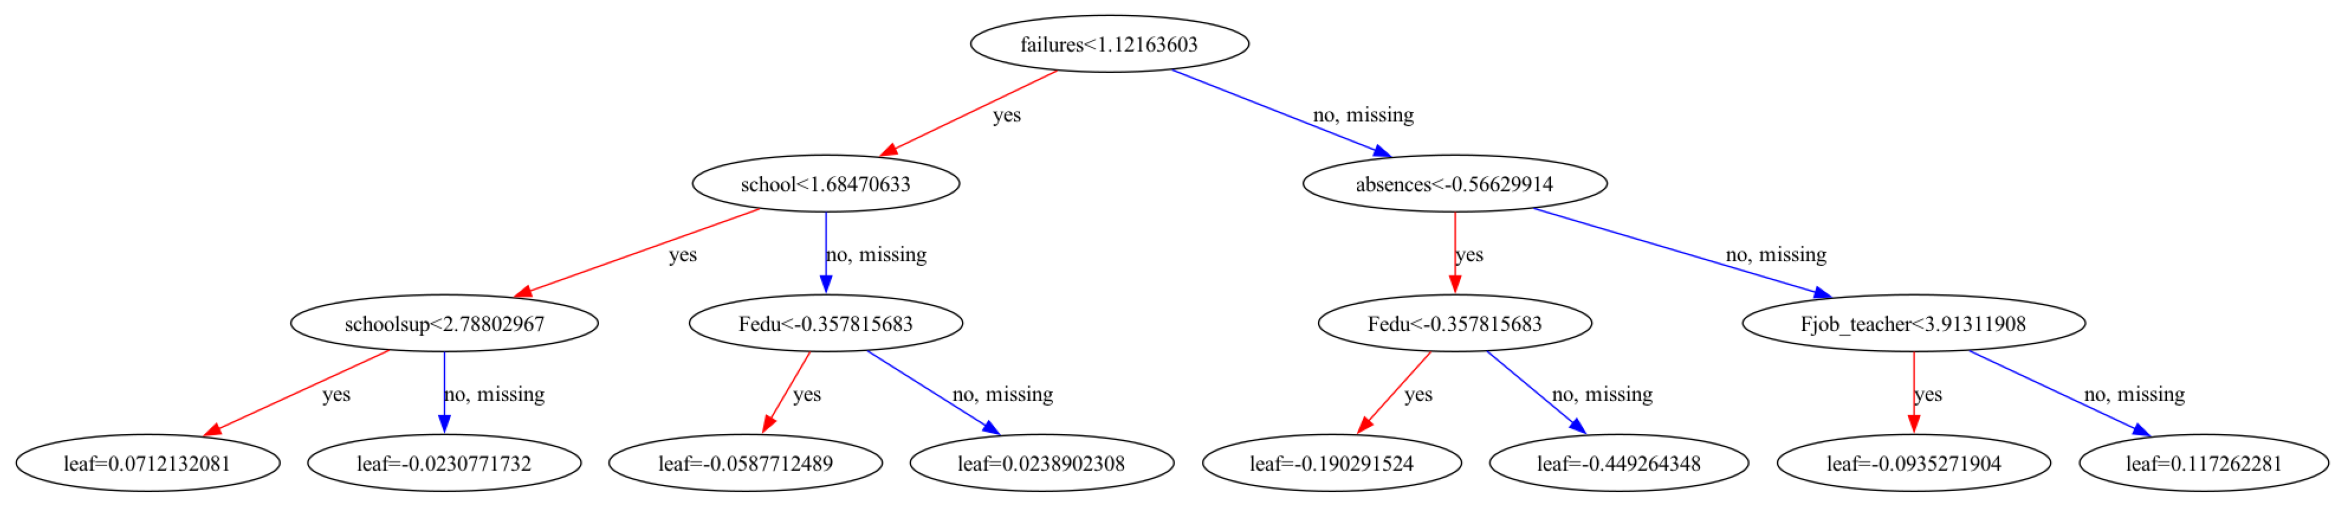 failures<1.12163603
yes
no, missing
school<1.68470633
absences<-0.56629914
yes
no, missing
yes
no, missing
schoolsup<2.78802967
Fedu<-0.357815683
Fedu<-0.357815683
Fjob_teacher<3.91311908
yes
no, missing
yes
no, missing
yes
no, missing
yes
no, missing
leaf=0.0712132081
leaf=-0.0230771732
leaf=-0.0587712489
leaf=0.0238902308
leaf=-0.190291524
leaf=-0.449264348
leaf=-0.0935271904
leaf=0.117262281